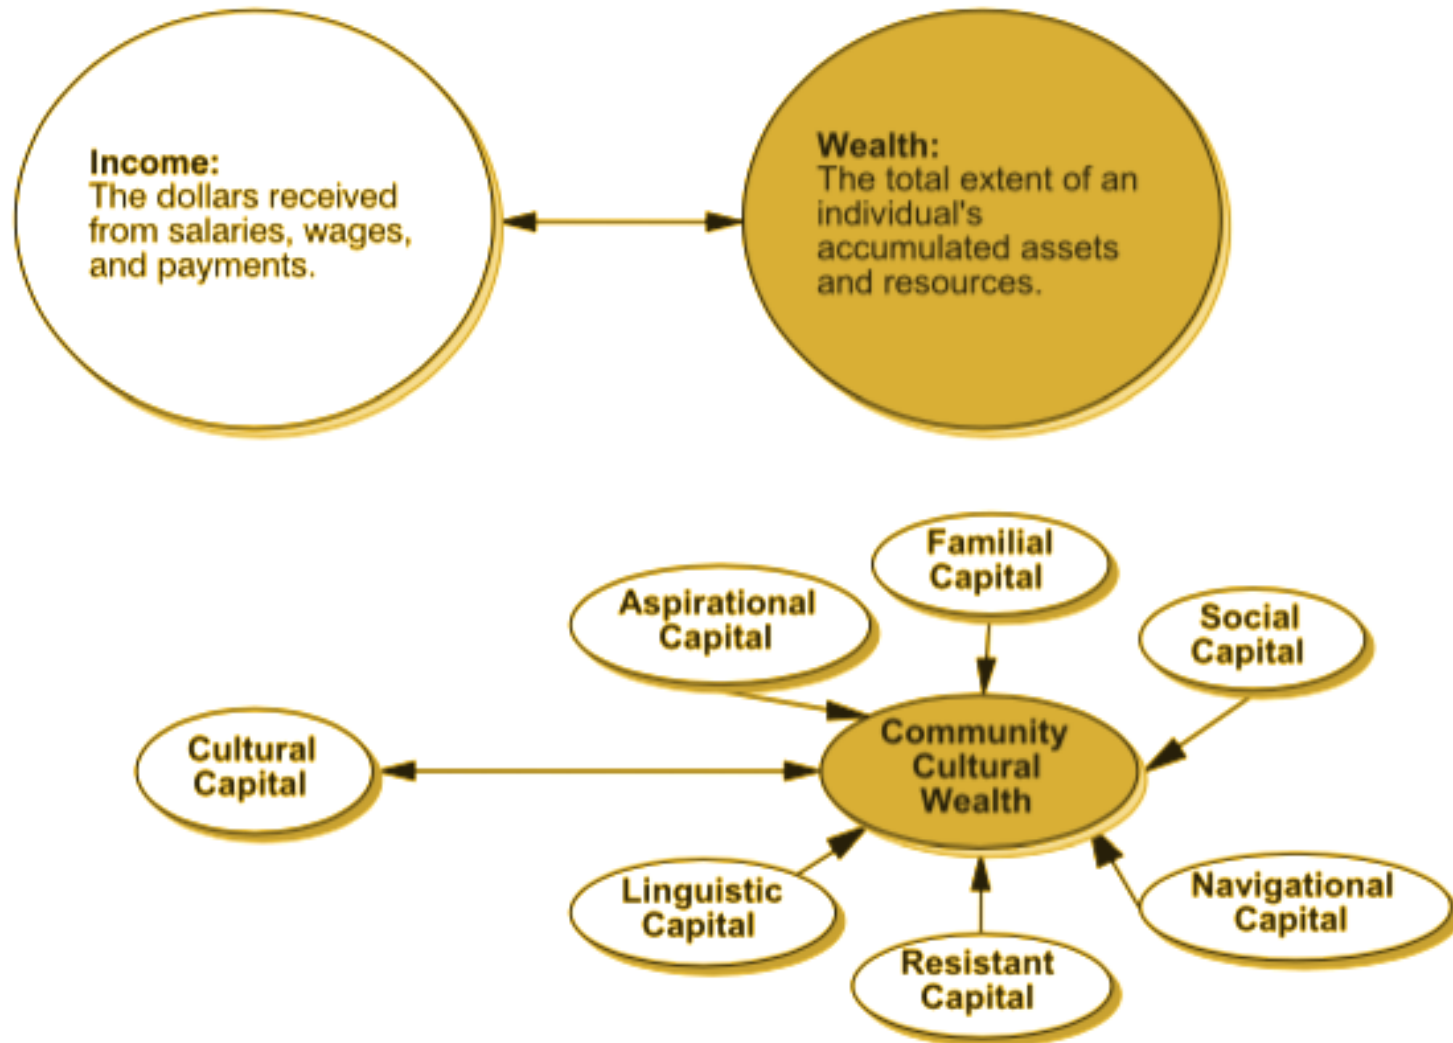 Income:
The dollars received
from salaries, wages,
and payments.
Wealth:
The total extent of an
individual's
accumulated assets
and resources.
Familial
Capital
Aspirational
Capital
Social
Capital
Cultural
Capital
Community
Cultural
Wealth
Linguistic
Capital
Navigational
Capital
Resistant
Capital